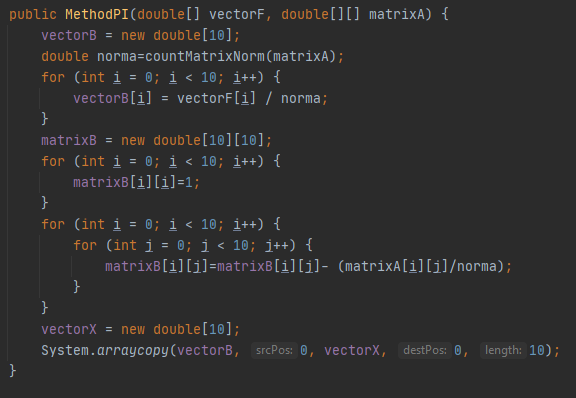 public MethodPI(double[] vectorF, double[][] matrixA) {
    vectorB = new double[10];
    double norma=countMatrixNorm(matrixA);
    for (int i = 0; i < 10; i++) {
        vectorB[i] = vectorF[i] / norma;
    }
    matrixB = new double[10][10];
    for (int i = 0; i < 10; i++) {
        matrixB[i][i]=1;
    }
    for (int i = 0; i < 10; i++) {
        for (int j = 0; j < 10; j++) {
            matrixB[i][j]=matrixB[i][j]- (matrixA[i][j]/norma);
        }
    }
    vectorX = new double[10];
    System.arraycopy(vectorB, srcPos: 0, vectorX, destPos: 0, length: 10);
}